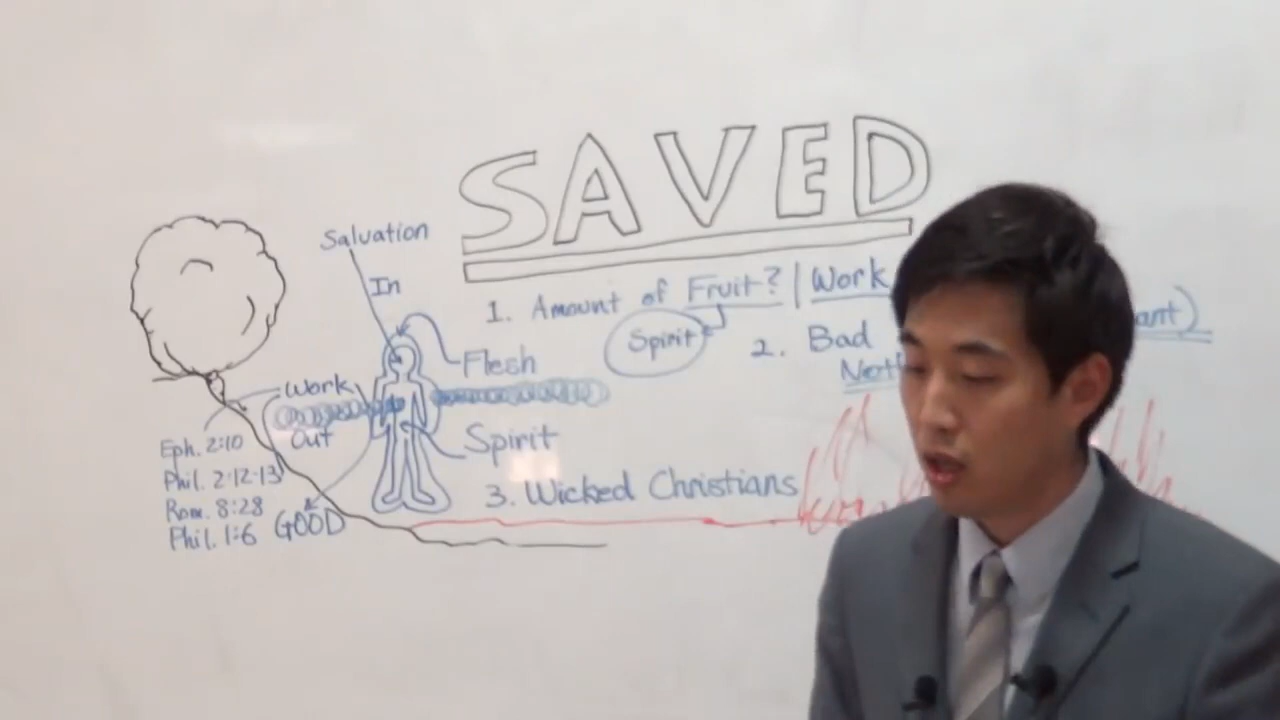 SAVED
Salvation
In
1. Amount of Fruit? | Work
Spirit
2. Bad
ant)
Flesh
Work
Out
Spirit
Eph. 2:10
Phil. 2:12-13
Rom. 8:28
Phil. 1:6
GOOD
3. Wicked Christians